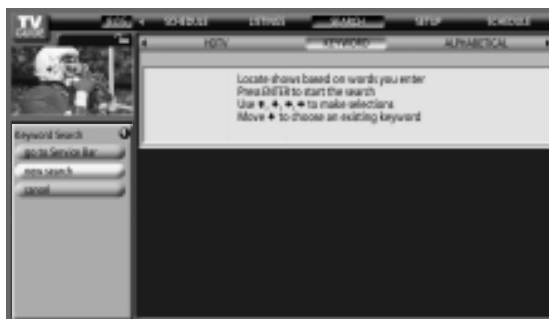 TV GUIDE
SCHEDULE LISTINGS SEARCH SETUP SCHEDULE
HDTV KEYWORD ALPHABETICAL
Locate shows based on words you enter
Press ENTER to start the search
Use to make selections
Move to choose an existing keyword
Keyword Search
go to Service Bar
new search
cancel